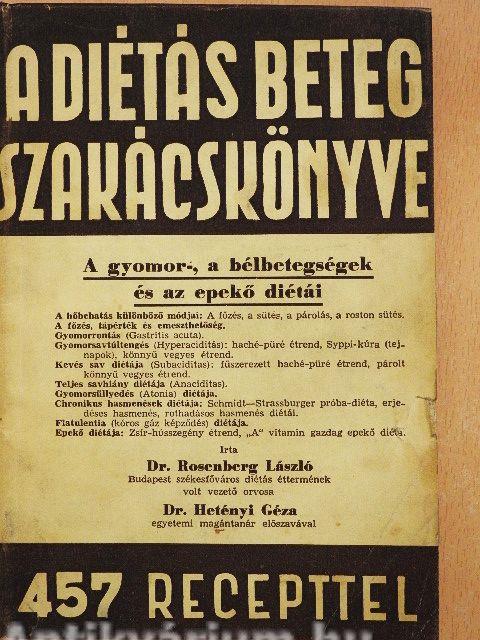 A DIÉTÁS BETEG
SZAKÁCSKÖNYVE
A gyomor-, a bélbetegségek
és az epekő diétái
A hőbehatás különböző módjai: A főzés, a sütés, a párolás, a roston sütés.
A főzés, tápérték és emészthetőség.
Gyomorrontás (Gastritis acuta).
Gyomorsavtúltengés (Hyperaciditás): haché-püré étrend, Syppi-kúra (tej-
napok), könnyű vegyes étrend.
Kevés sav diétája (Subaciditas): fűszerezett haché-püré étrend, párolt
könnyű vegyes étrend.
Teljes savhiány diétája (Anaciditas).
Gyomorsüllyedés (Atonia) diétája.
Chronikus hasmenések diétája: Schmidt—Strassburger próba-diéta, erje-
déses hasmenés, rothadásos hasmenés diétái.
Flatulentia (kóros gáz képződés) diétája.
Epekő diétája: Zsír-hússzegény étrend, „A" vitamin gazdag epekő diéta.
Irta
Dr. Rosenberg László
Budapest székesfőváros diétás éttermének
volt vezető orvosa
Dr. Hetényi Géza
egyetemi magántanár előszavával
457 RECEPTTEL
Antikvárium.hu